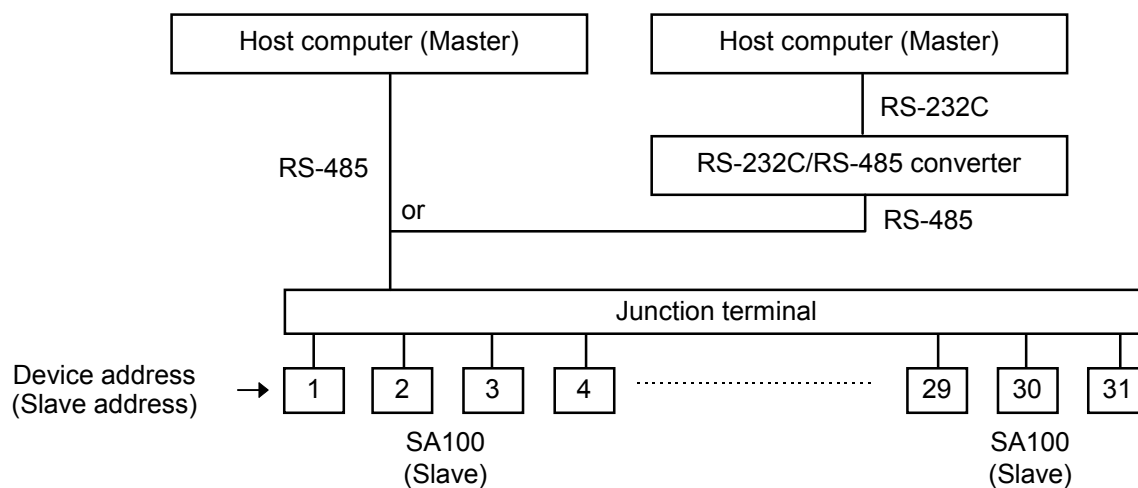 Host computer (Master)
Host computer (Master)
RS-232C
RS-485
RS-232C/RS-485 converter
or
RS-485
Junction terminal
Device address
(Slave address)
1 2 3 4 29 30 31
SA100
(Slave)
SA100
(Slave)